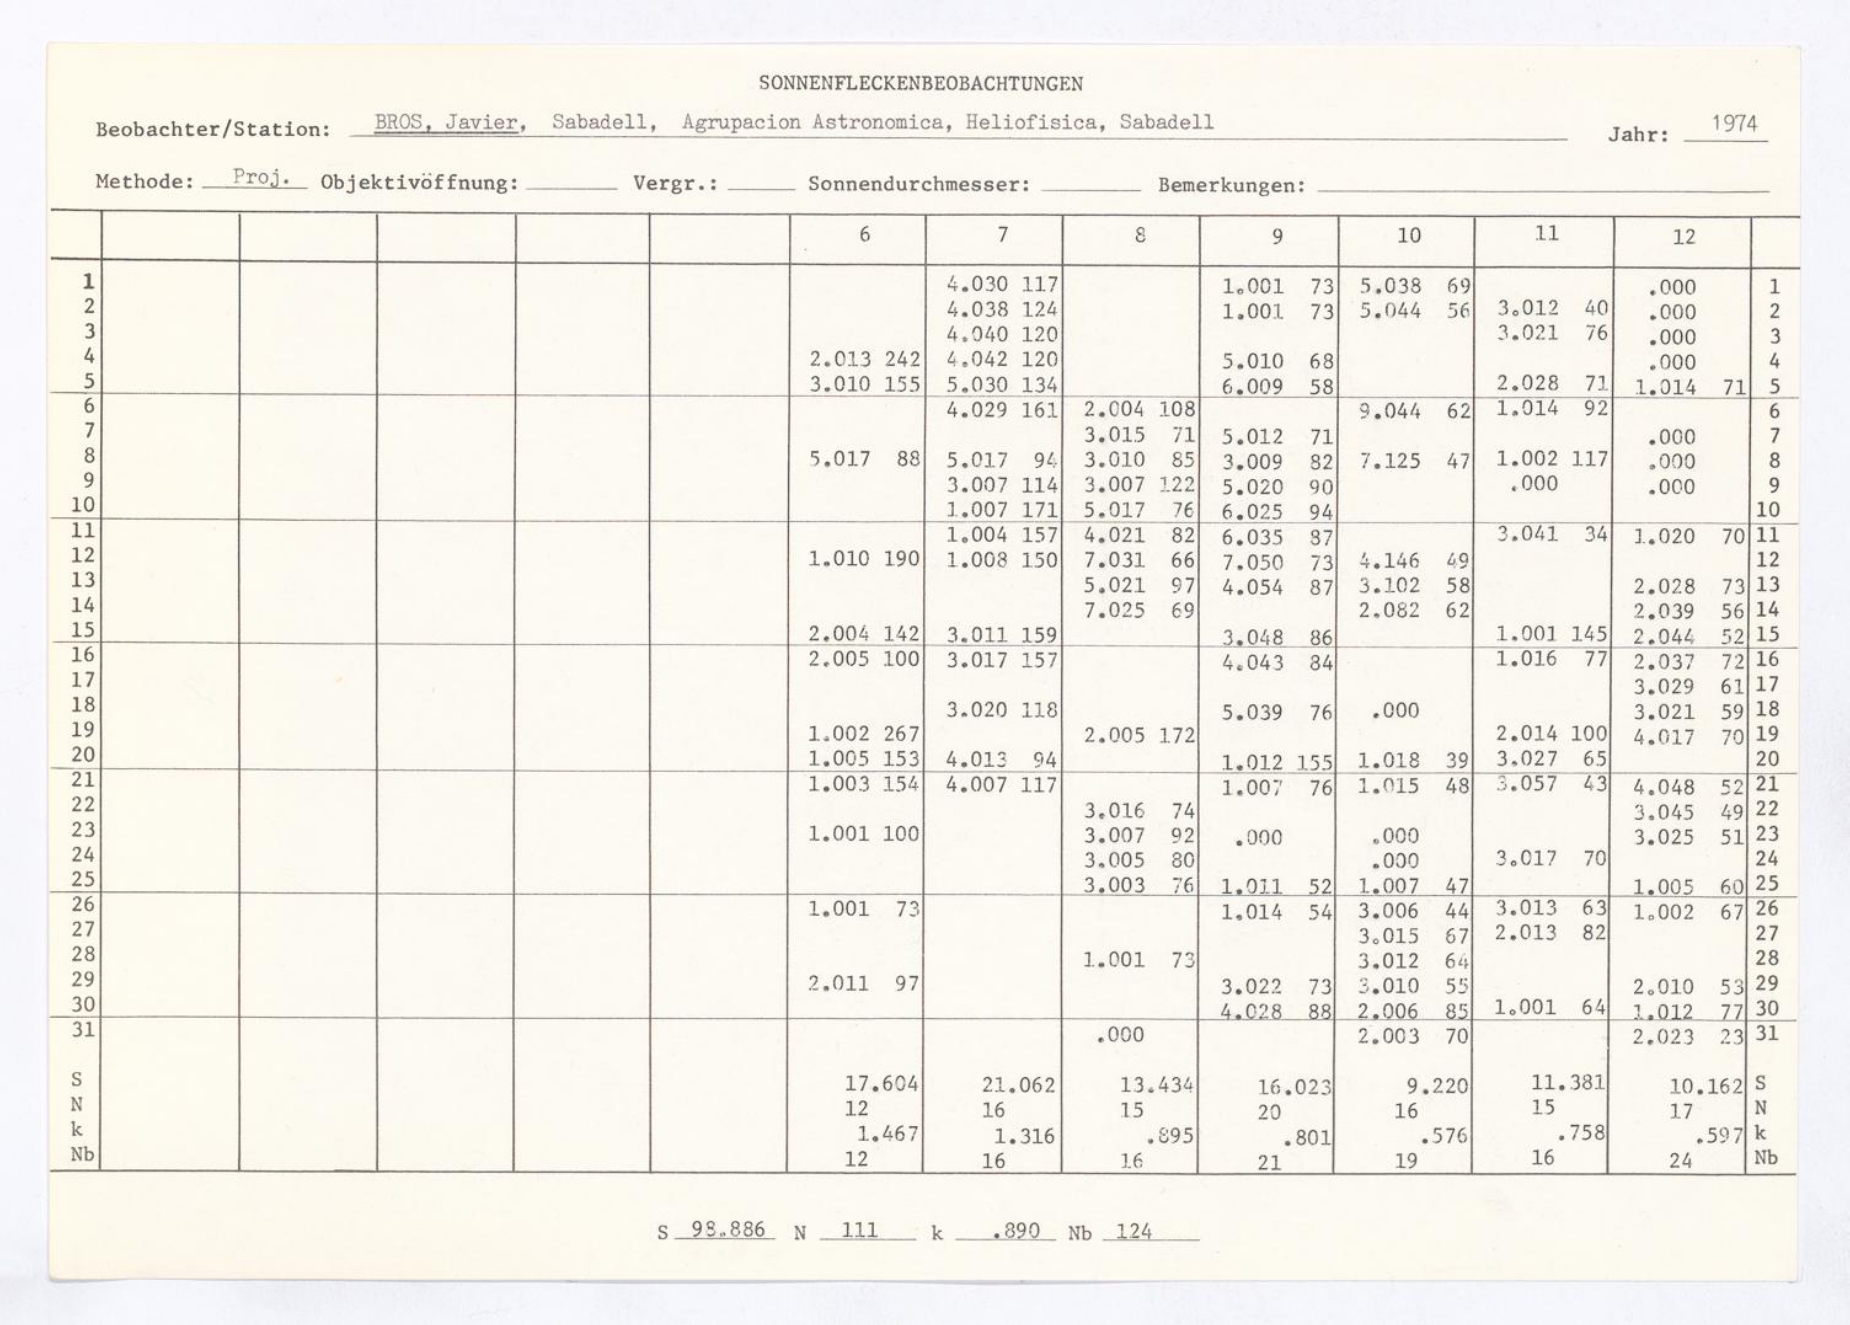 SONNENFLECKENBEOBACHTUNGEN
Beobachter/Station: BROS, Javier, Sabadell, Agrupacion Astronomica, Heliofisica, Sabadell Jahr: 1974
Methode: Proj. Objektivöffnung: Vergr.: Sonnendurchmesser: Bemerkungen:
6 7 8 9 10 11 12
1 4.030 117 1.001 73 5.038 69 .000 1
2 4.038 124 1.001 73 5.044 56 3.012 40 .000 2
3 4.040 120 3.021 76 .000 3
4 2.013 242 4.042 120 5.010 68 .000 4
5 3.010 155 5.030 134 6.009 58 2.028 71 1.014 71 5
6 4.029 161 2.004 108 9.044 62 1.014 92 6
7 3.015 71 5.012 71 .000 7
8 5.017 88 5.017 94 3.010 85 3.009 82 7.125 47 1.002 117 .000 8
9 3.007 114 3.007 122 5.020 90 .000 .000 9
10 1.007 171 5.017 76 6.025 94 10
11 1.004 157 4.021 82 6.035 87 3.041 34 1.020 70 11
12 1.010 190 1.008 150 7.031 66 7.050 73 4.146 49 12
13 5.021 97 4.054 87 3.102 58 2.028 73 13
14 7.025 69 2.082 62 2.039 56 14
15 2.004 142 3.011 159 3.048 86 1.001 145 2.044 52 15
16 2.005 100 3.017 157 4.043 84 1.016 77 2.037 72 16
17 3.029 61 17
18 3.020 118 5.039 76 .000 3.021 59 18
19 1.002 267 2.005 172 2.014 100 4.017 70 19
20 1.005 153 4.013 94 1.012 155 1.018 39 3.027 65 20
21 1.003 154 4.007 117 1.007 76 1.015 48 3.057 43 4.048 52 21
22 3.016 74 3.045 49 22
23 1.001 100 3.007 92 .000 .000 3.025 51 23
24 3.005 80 .000 3.017 70 24
25 3.003 76 1.011 52 1.007 47 1.005 60 25
26 1.001 73 1.014 54 3.006 44 3.013 63 1.002 67 26
27 3.015 67 2.013 82 27
28 1.001 73 3.012 64 28
29 2.011 97 3.022 73 3.010 55 2.010 53 29
30 4.028 88 2.006 85 1.001 64 1.012 77 30
31 .000 2.003 70 2.023 23 31
S 17.604 21.062 13.434 16.023 9.220 11.381 10.162 S
N 12 16 15 20 16 15 17 N
k 1.467 1.316 .895 .801 .576 .758 .597 k
Nb 12 16 16 21 19 16 24 Nb
S 98.886 N 111 k .890 Nb 124